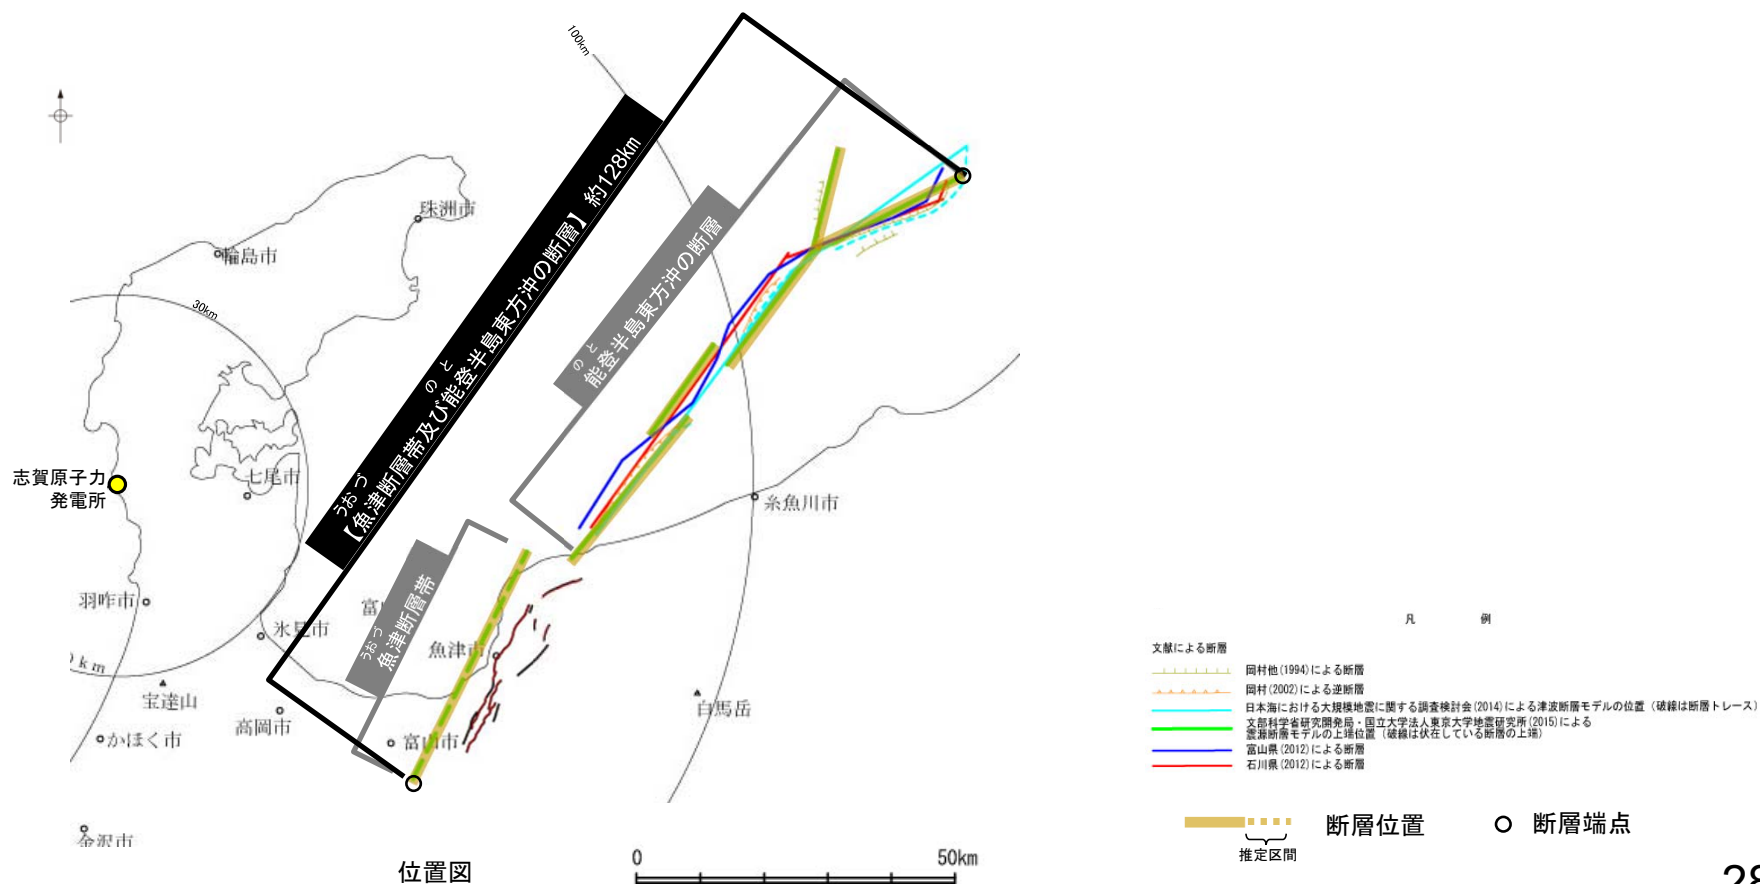 100km
【魚津断層帯及び能登半島東方沖の断層】 約128km
うおづ
のと
能登半島東方沖の断層
のと
魚津断層帯
うおづ
珠洲市
輪島市
30km
七尾市
志賀原子力
発電所
糸魚川市
羽咋市
氷見市
富
魚津市
km
宝達山
高岡市
かほく市
富山市
白馬岳
金沢市
位置図
0
50km
凡 例
文献による断層
岡村他(1994)による断層
岡村(2002)による逆断層
日本海における大規模地震に関する調査検討会(2014)による津波断層モデルの位置（破線は断層トレース）
文部科学省研究開発局・国立大学法人東京大学地震研究所(2015)による
震源断層モデルの上端位置（破線は伏在している断層の上端）
富山県(2012)による断層
石川県(2012)による断層
断層位置
断層端点
推定区間